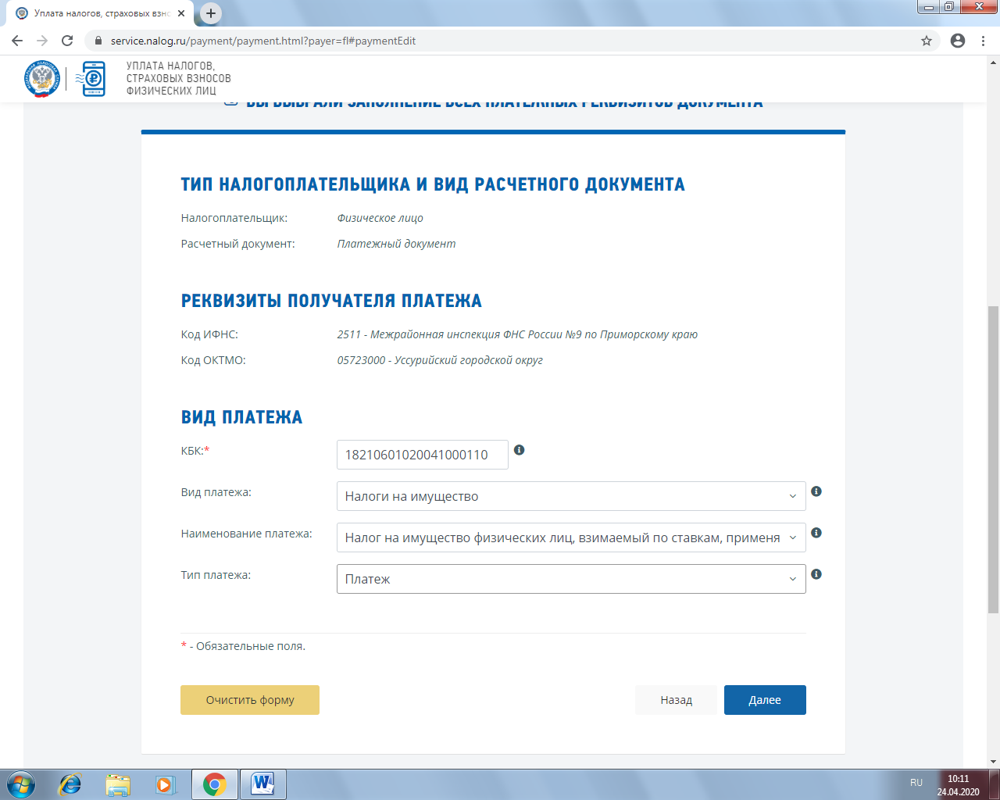 Уплата налогов, страховых взно
service.nalog.ru/payment/payment.html?payer=fl#paymentEdit
УПЛАТА НАЛОГОВ,
СТРАХОВЫХ ВЗНОСОВ
ФИЗИЧЕСКИХ ЛИЦ
ВЫ ВЫБРАЛИ ЗАПОЛНЕНИЕ ВСЕХ ПЛАТЕЖНЫХ РЕКВИЗИТОВ ДОКУМЕНТА
ТИП НАЛОГОПЛАТЕЛЬЩИКА И ВИД РАСЧЕТНОГО ДОКУМЕНТА
Налогоплательщик: Физическое лицо
Расчетный документ: Платежный документ
РЕКВИЗИТЫ ПОЛУЧАТЕЛЯ ПЛАТЕЖА
Код ИФНС: 2511 - Межрайонная инспекция ФНС России №9 по Приморскому краю
Код ОКТМО: 05723000 - Уссурийский городской округ
ВИД ПЛАТЕЖА
КБК:* 18210601020041000110
Вид платежа: Налоги на имущество
Наименование платежа: Налог на имущество физических лиц, взимаемый по ставкам, применя
Тип платежа: Платеж
* - Обязательные поля.
Очистить форму Назад Далее
RU 10:11
24.04.2020